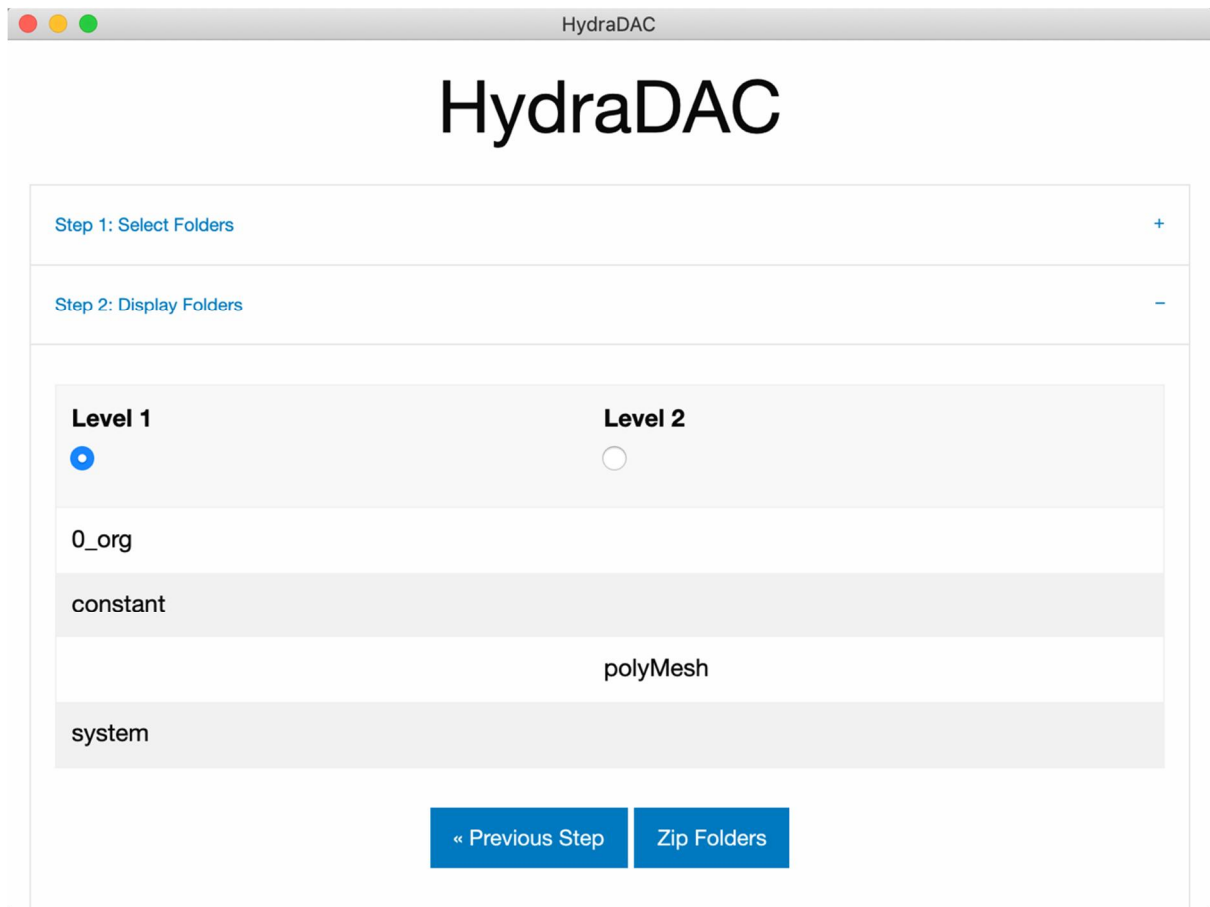 HydraDAC
HydraDAC
Step 1: Select Folders +
Step 2: Display Folders −
Level 1 Level 2
0_org
constant
polyMesh
system
« Previous Step Zip Folders